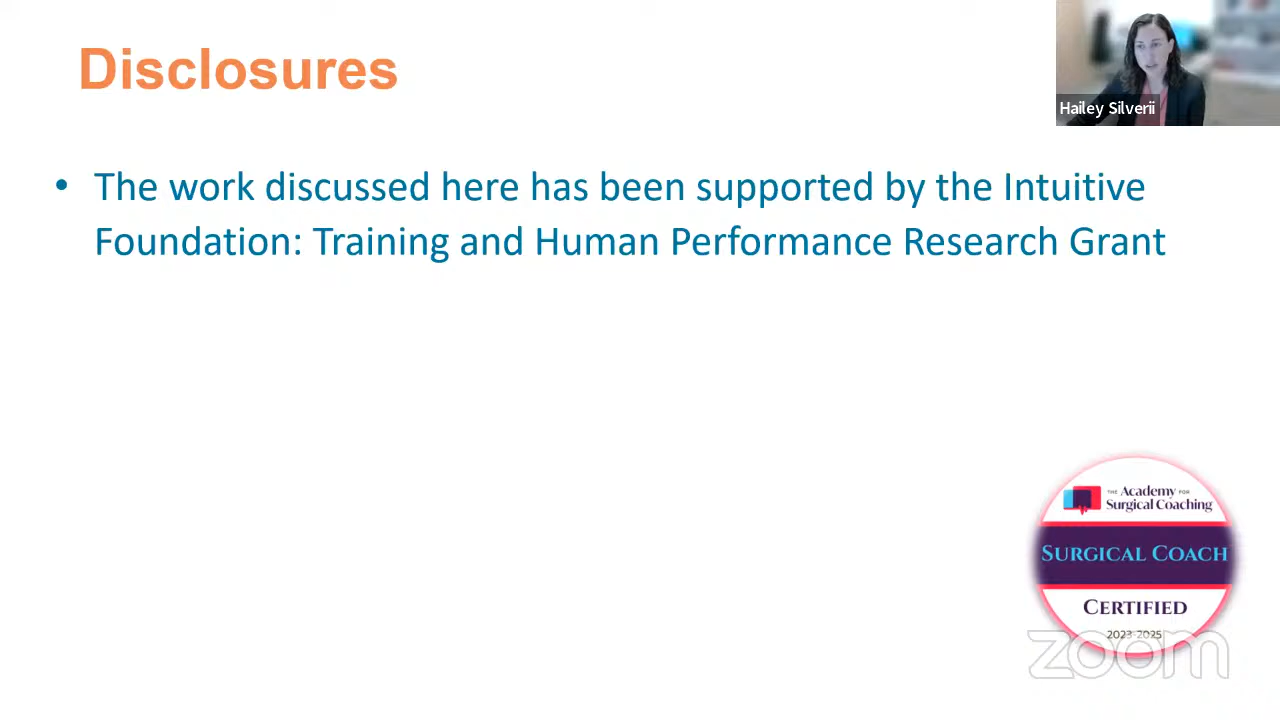 Disclosures
Hailey Silverii
• The work discussed here has been supported by the Intuitive
Foundation: Training and Human Performance Research Grant
THE Academy FOR
Surgical Coaching
SURGICAL COACH
CERTIFIED
2023-2025
zoom